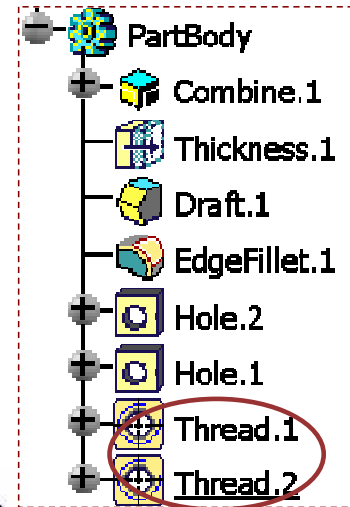 PartBody
Combine.1
Thickness.1
Draft.1
EdgeFillet.1
Hole.2
Hole.1
Thread.1
Thread.2